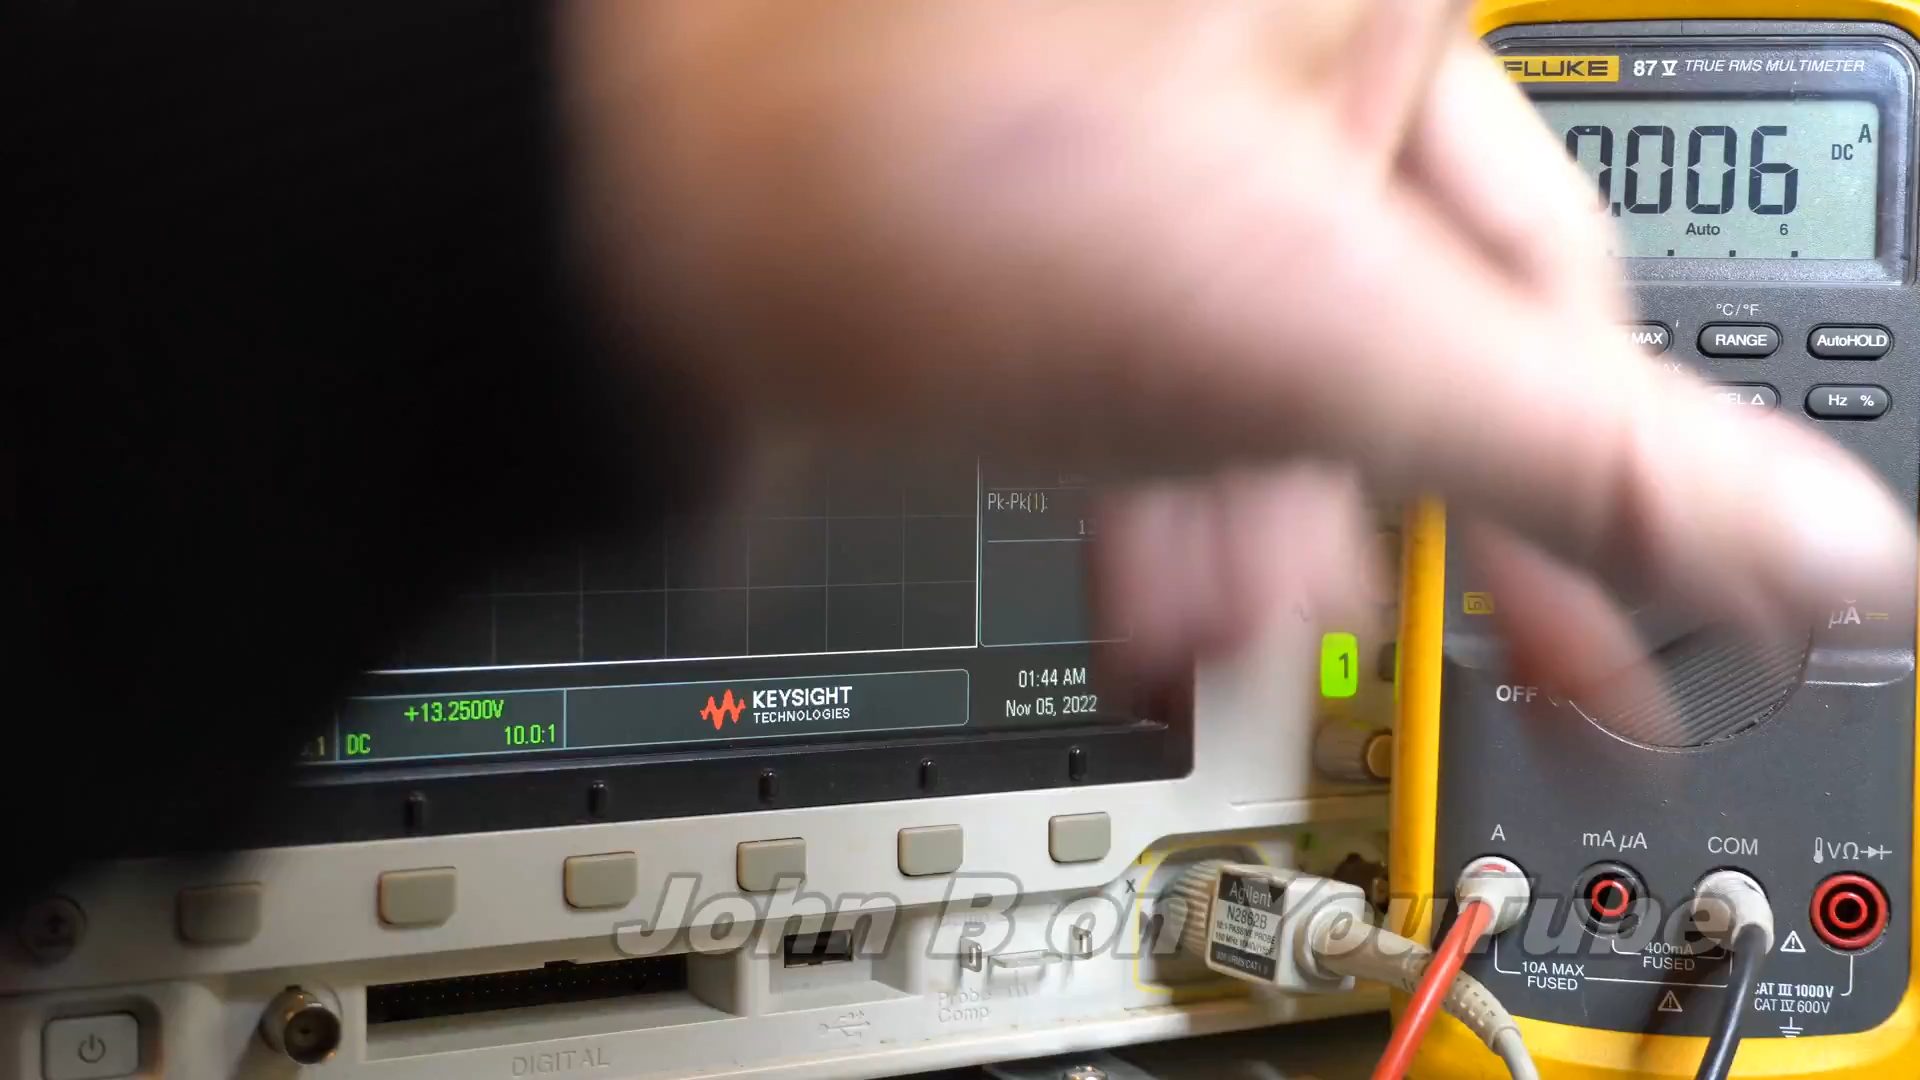 FLUKE 87 V TRUE RMS MULTIMETER
0.006
DC A
Auto 6
°C/°F
MAX RANGE AutoHOLD
Hz %
Pk-Pk(1):
µA
1
OFF
+13.2500V
DC 10.0:1
KEYSIGHT
TECHNOLOGIES
01:44 AM
Nov 05, 2022
A mA µA COM VΩ
X
Agilent
N2862B
John B on YouTube
10A MAX
FUSED
400mA
FUSED
CAT III 1000V
CAT IV 600V
Probe
Comp
DIGITAL